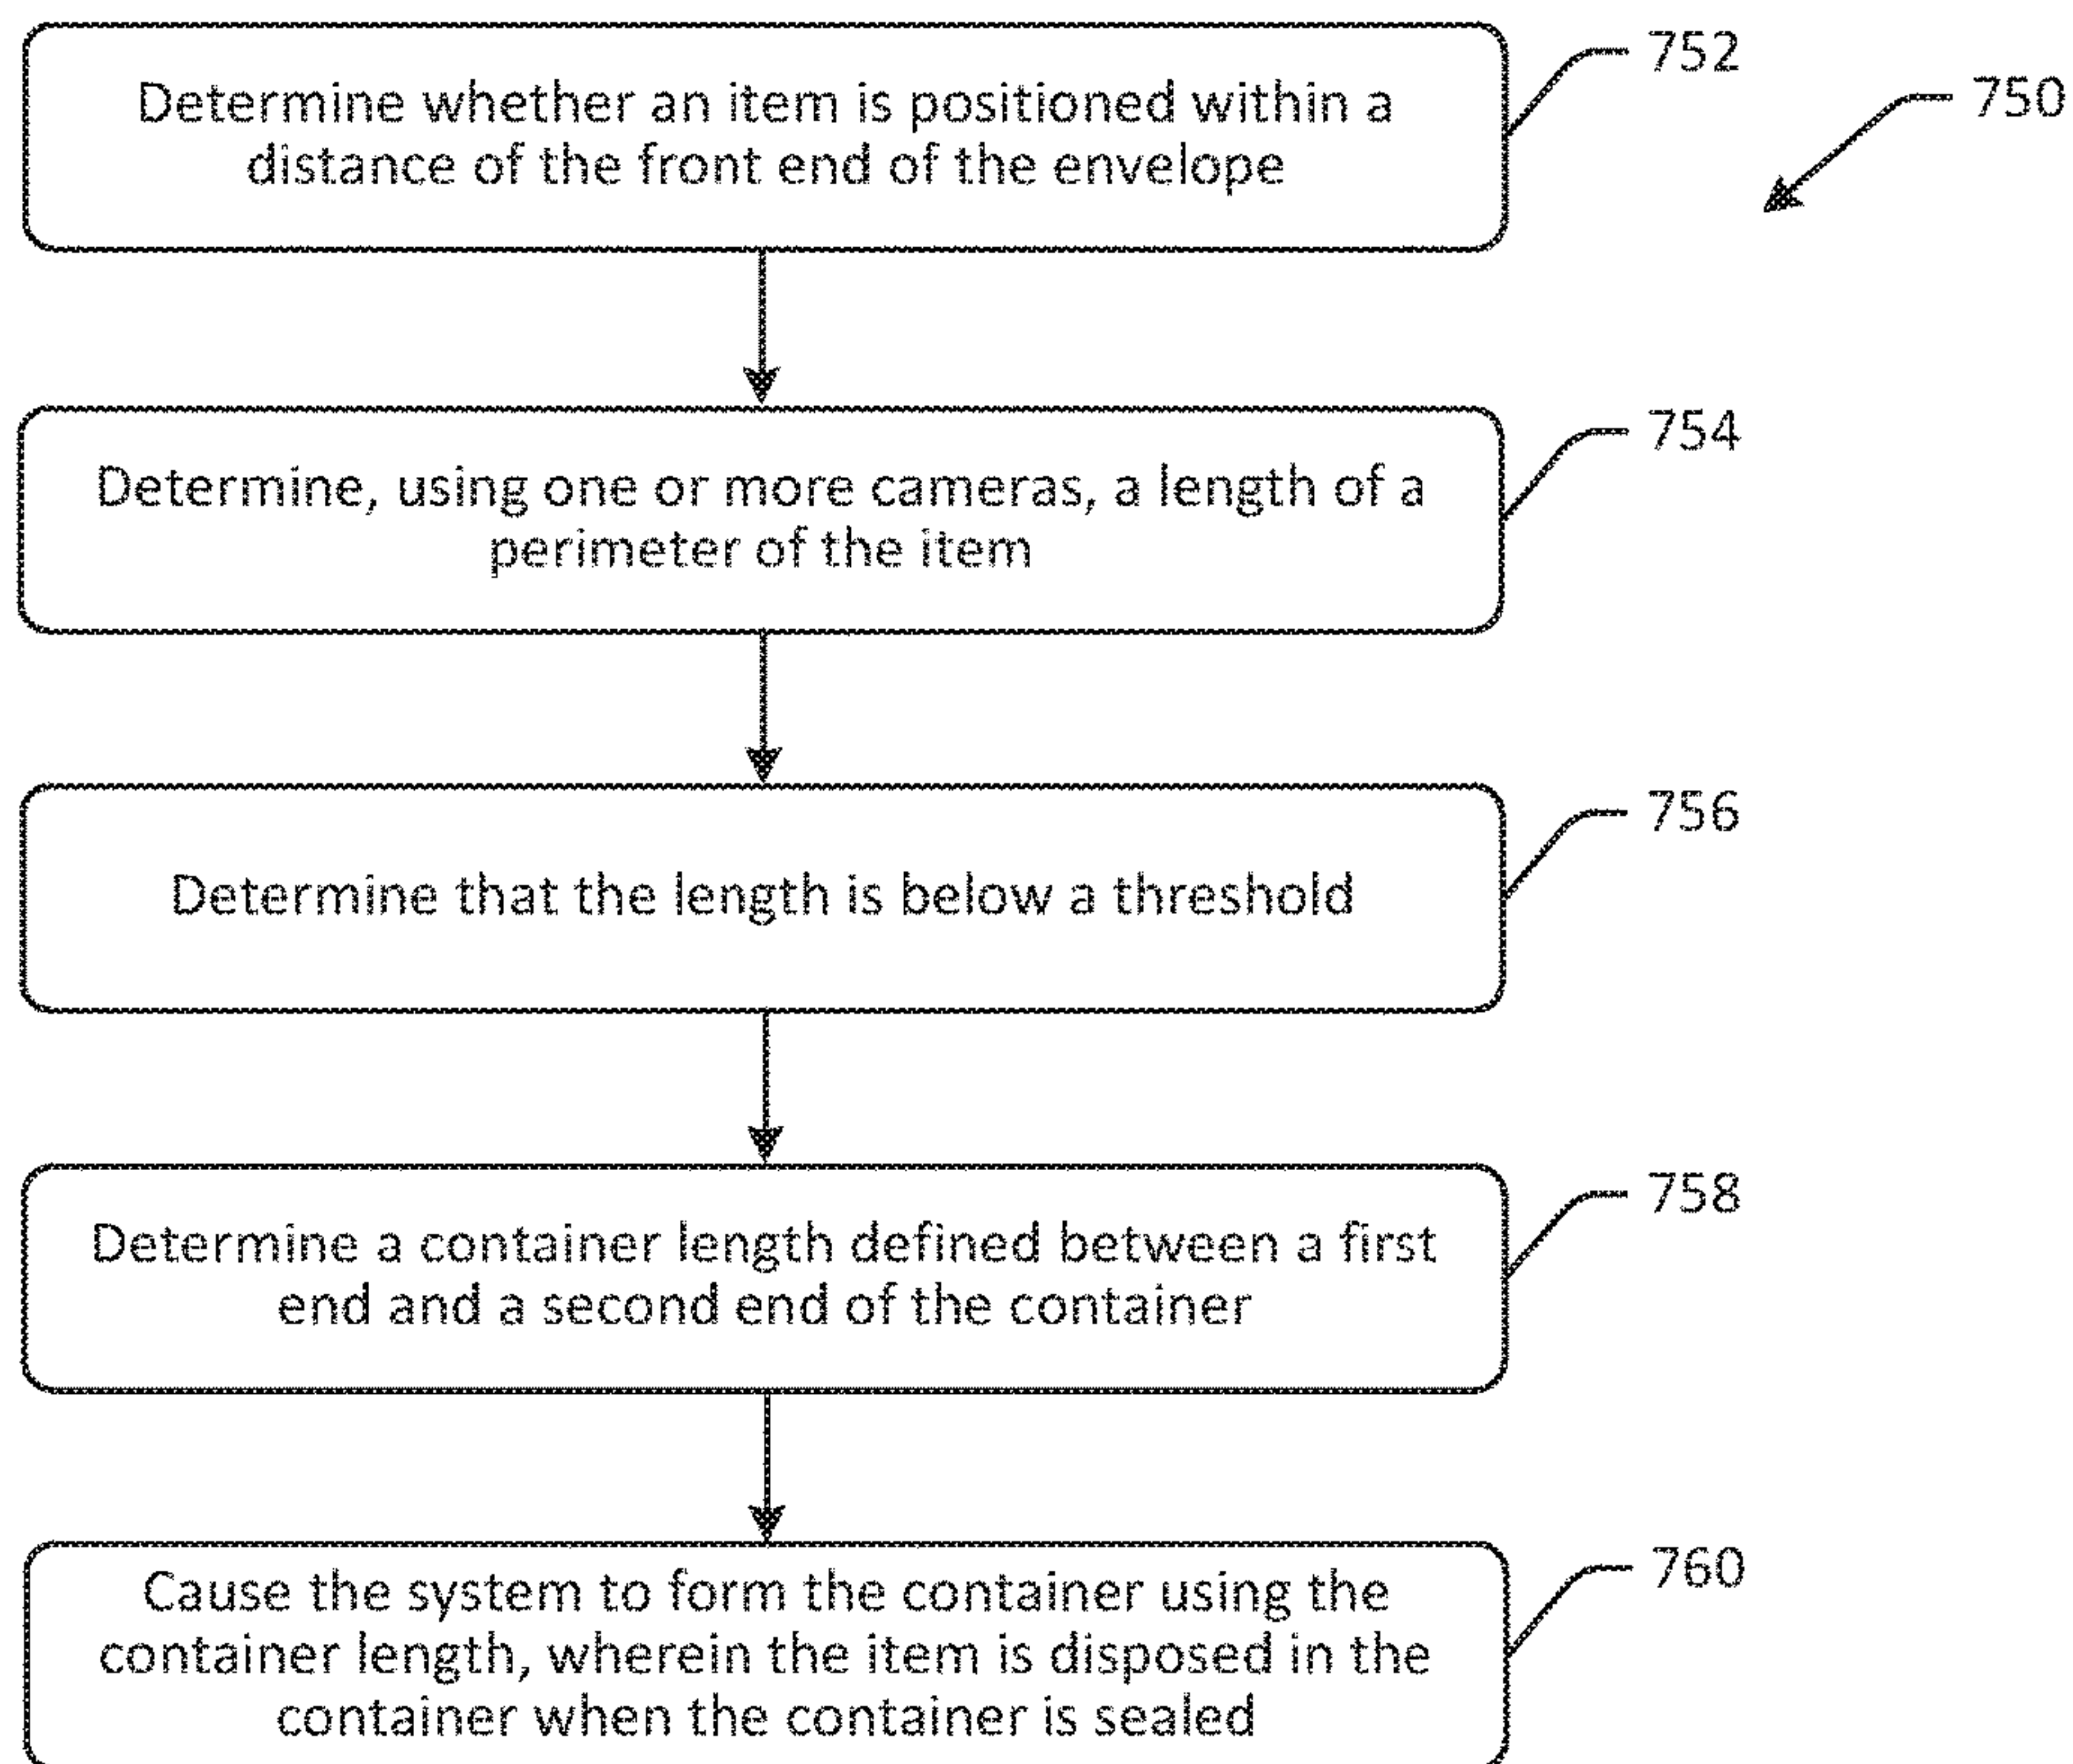 Determine whether an item is positioned within a
distance of the front end of the envelope
752
750
Determine, using one or more cameras, a length of a
perimeter of the item
754
Determine that the length is below a threshold
756
Determine a container length defined between a first
end and a second end of the container
758
Cause the system to form the container using the
container length, wherein the item is disposed in the
container when the container is sealed
760